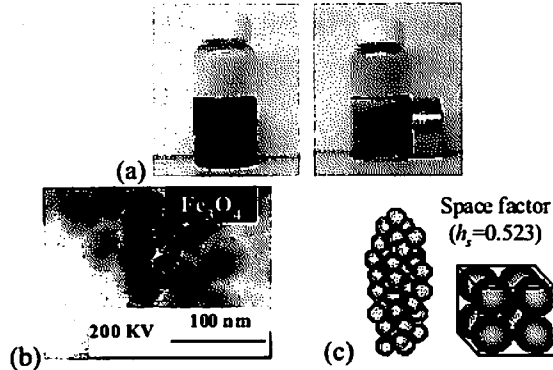 (a)
Fe₃O₄
200 KV
100 nm
(b)
Space factor
(hₛ=0.523)
(c)